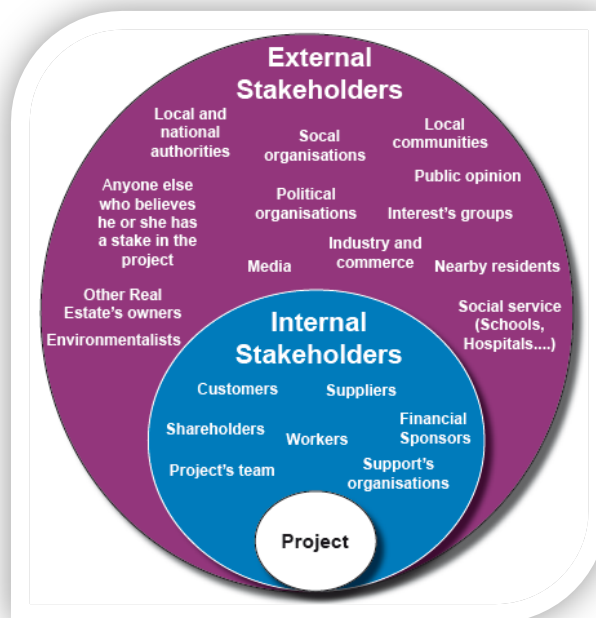 External
Stakeholders
Local and
national
authorities
Socal
organisations
Local
communities
Public opinion
Anyone else
who believes
he or she has
a stake in the
project
Political
organisations
Interest's groups
Industry and
commerce
Media
Nearby residents
Other Real
Estate's owners
Environmentalists
Social service
(Schools,
Hospitals....)
Internal
Stakeholders
Customers
Suppliers
Shareholders
Workers
Financial
Sponsors
Project's team
Support's
organisations
Project